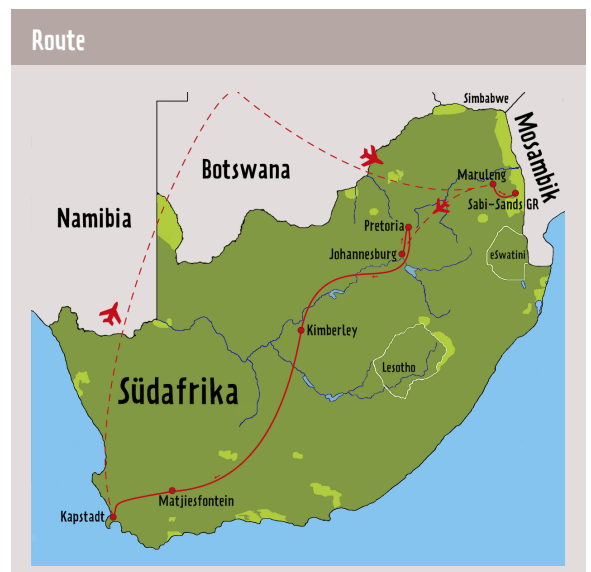 Route
Simbabwe
Mosambik
Botswana
Maruleng
Sabi-Sands GR
Namibia
Pretoria
Johannesburg
eSwatini
Kimberley
Lesotho
Südafrika
Matjiesfontein
Kapstadt